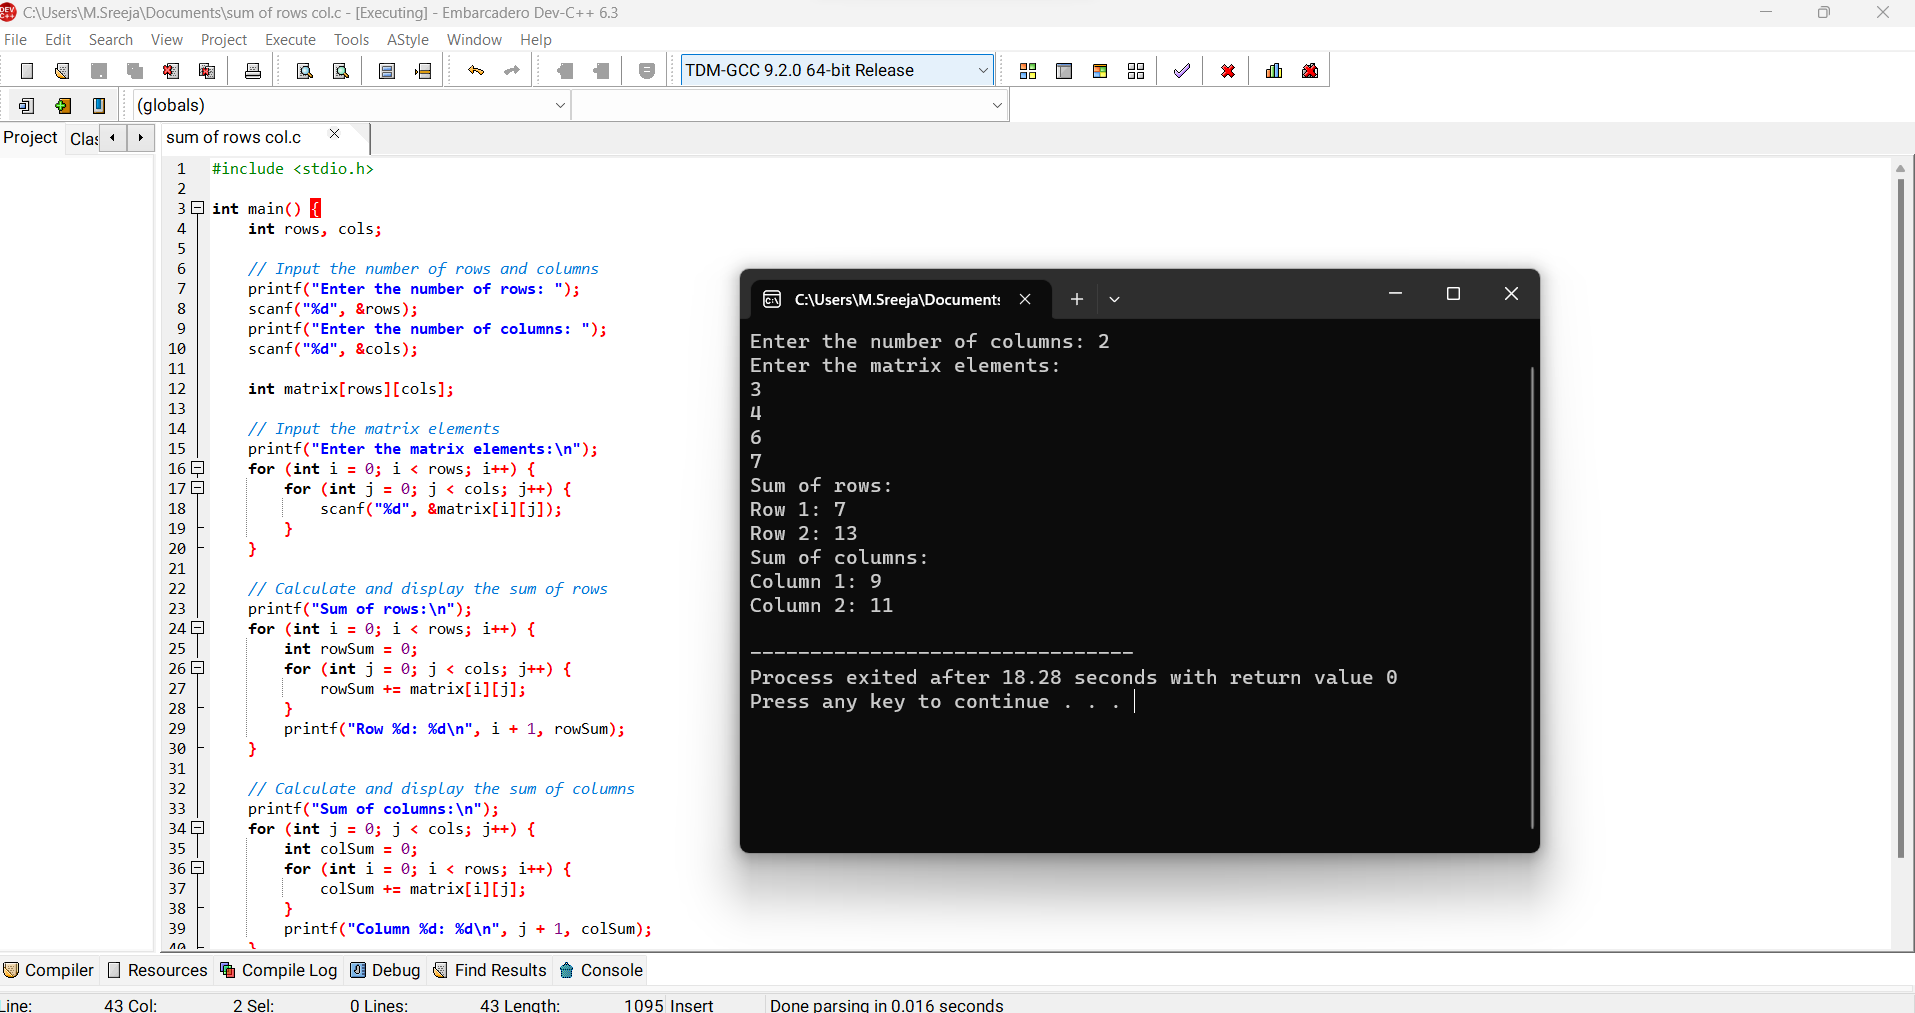 C:\Users\M.Sreeja\Documents\sum of rows col.c - [Executing] - Embarcadero Dev-C++ 6.3
File Edit Search View Project Execute Tools AStyle Window Help
TDM-GCC 9.2.0 64-bit Release
(globals)
Project Clas sum of rows col.c
1 #include <stdio.h>
2
3 int main() {
4 int rows, cols;
5
6 // Input the number of rows and columns
7 printf("Enter the number of rows: ");
8 scanf("%d", &rows);
9 printf("Enter the number of columns: ");
10 scanf("%d", &cols);
11
12 int matrix[rows][cols];
13
14 // Input the matrix elements
15 printf("Enter the matrix elements:\n");
16 for (int i = 0; i < rows; i++) {
17 for (int j = 0; j < cols; j++) {
18 scanf("%d", &matrix[i][j]);
19 }
20 }
21
22 // Calculate and display the sum of rows
23 printf("Sum of rows:\n");
24 for (int i = 0; i < rows; i++) {
25 int rowSum = 0;
26 for (int j = 0; j < cols; j++) {
27 rowSum += matrix[i][j];
28 }
29 printf("Row %d: %d\n", i + 1, rowSum);
30 }
31
32 // Calculate and display the sum of columns
33 printf("Sum of columns:\n");
34 for (int j = 0; j < cols; j++) {
35 int colSum = 0;
36 for (int i = 0; i < rows; i++) {
37 colSum += matrix[i][j];
38 }
39 printf("Column %d: %d\n", j + 1, colSum);
40 }
C:\Users\M.Sreeja\Documents
Enter the number of columns: 2
Enter the matrix elements:
3
4
6
7
Sum of rows:
Row 1: 7
Row 2: 13
Sum of columns:
Column 1: 9
Column 2: 11
--------------------------------
Process exited after 18.28 seconds with return value 0
Press any key to continue . . .
Compiler Resources Compile Log Debug Find Results Console
Line: 43 Col: 2 Sel: 0 Lines: 43 Length: 1095 Insert Done parsing in 0.016 seconds